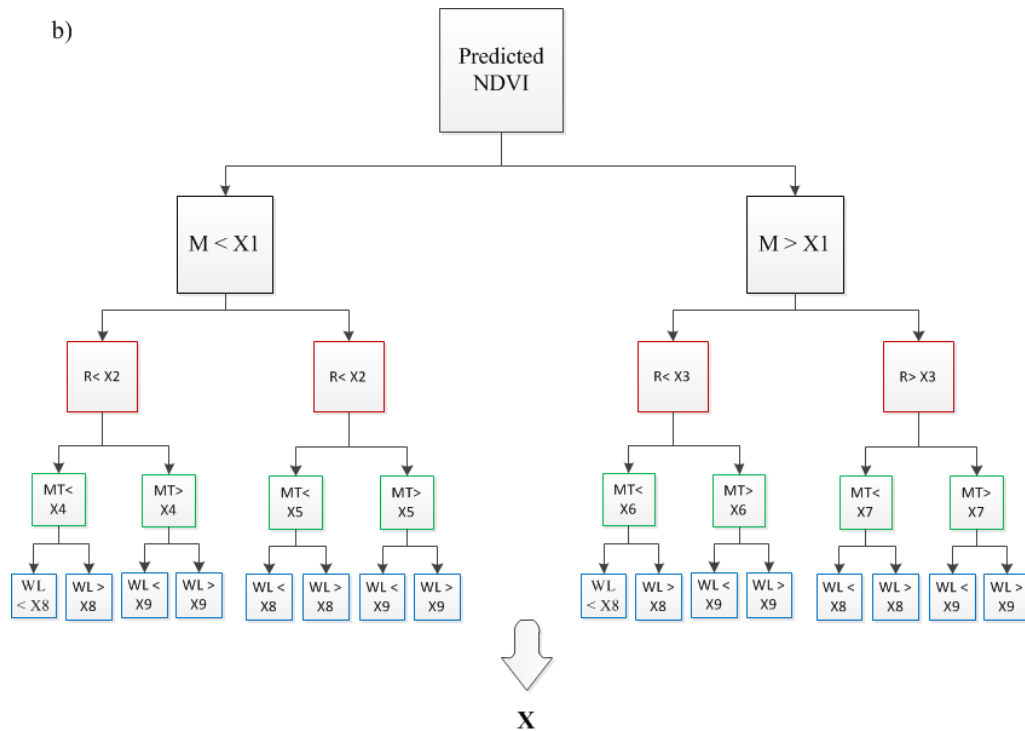 b)
Predicted
NDVI
M < X1
M > X1
R< X2
R< X2
R< X3
R> X3
MT<
X4
MT>
X4
MT<
X5
MT>
X5
MT<
X6
MT>
X6
MT<
X7
MT>
X7
WL
< X8
WL >
X8
WL <
X9
WL >
X9
WL <
X8
WL >
X8
WL <
X9
WL >
X9
WL
< X8
WL >
X8
WL <
X9
WL >
X9
WL <
X8
WL >
X8
WL <
X9
WL >
X9
X